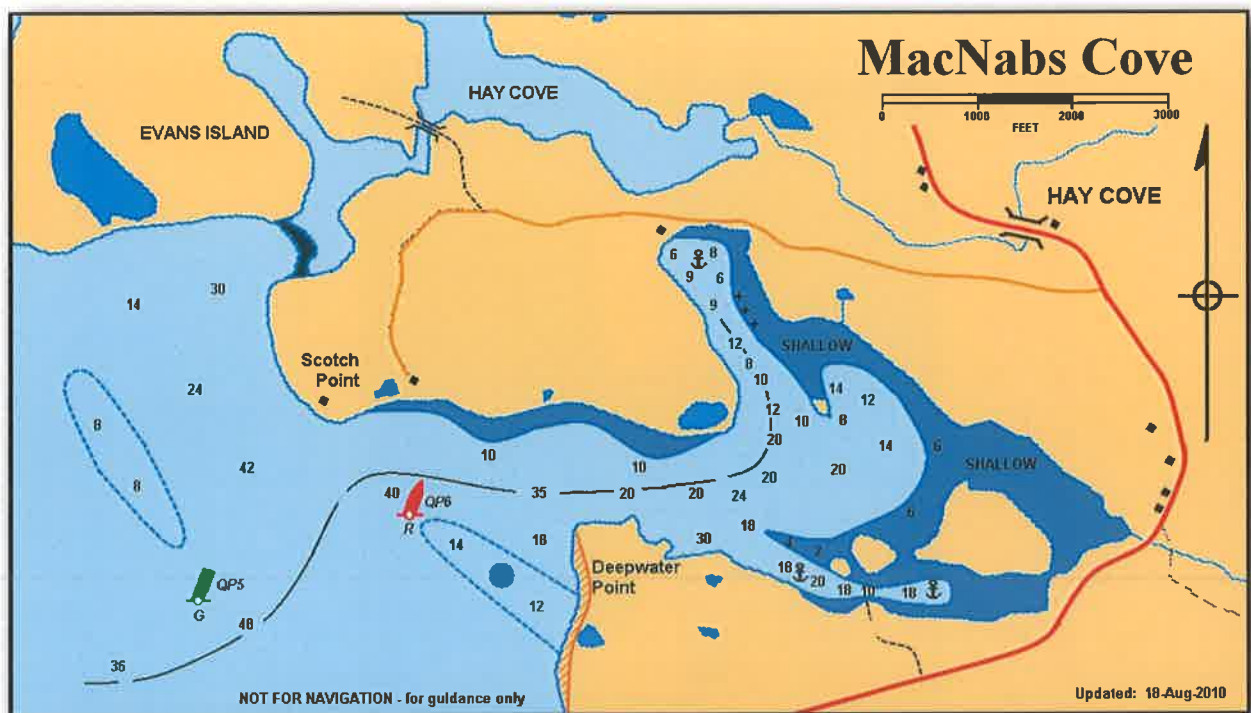 MacNabs Cove
0 1000 2000 3000
FEET
HAY COVE
EVANS ISLAND
HAY COVE
6 8
9 6
9
14 30
12
SHALLOW
8
Scotch
Point
10
14 12
24
12 10 8
8
20
14 6
42
10 10
20 20
SHALLOW
40 QP6
35 20 20 24
R
6
18
14 18 30
4 2
Deepwater
Point
18 20 18 10 18
QP5
G
12
48
36
NOT FOR NAVIGATION - for guidance only
Updated: 18-Aug-2010